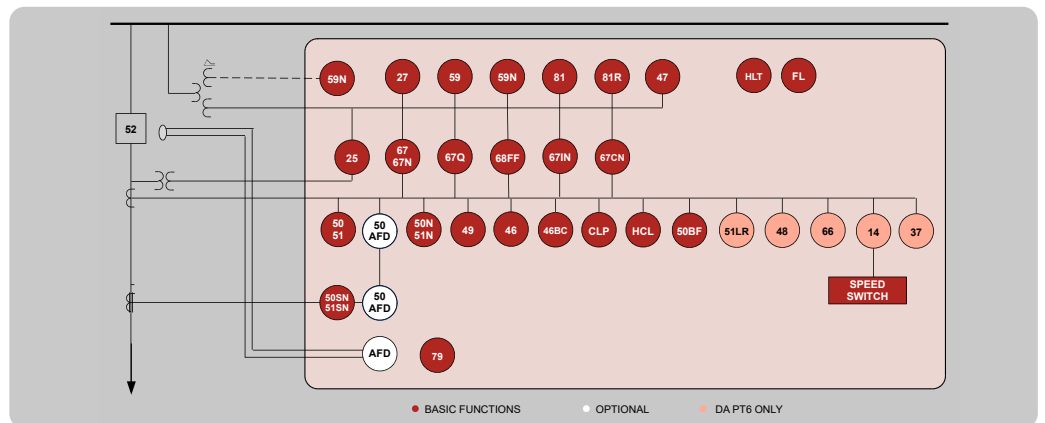 59N
27
59
59N
81
81R
47
HLT
FL
52
25
67
67N
67Q
68FF
67IN
67CN
50
51
50
AFD
50N
51N
49
46
46BC
CLP
HCL
50BF
51LR
48
66
14
37
SPEED
SWITCH
50SN
51SN
50
AFD
AFD
79
BASIC FUNCTIONS
OPTIONAL
DA PT6 ONLY